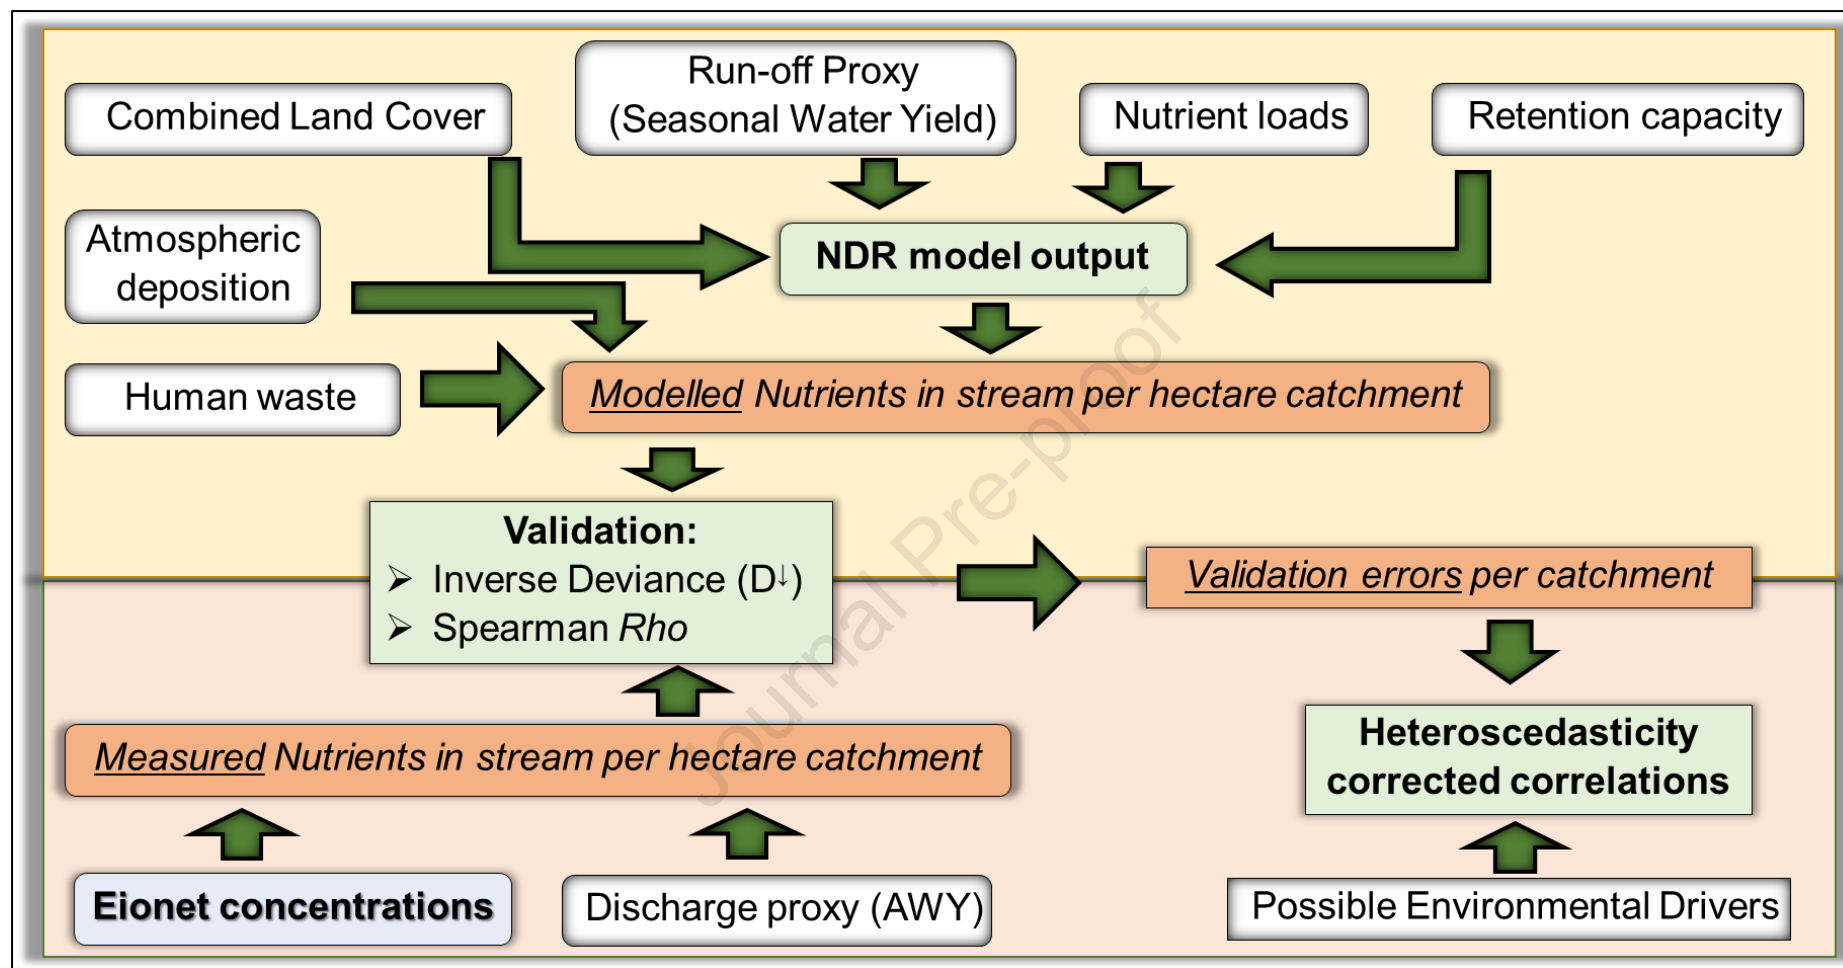 Combined Land Cover
Run-off Proxy
(Seasonal Water Yield)
Nutrient loads
Retention capacity
Atmospheric
deposition
NDR model output
Human waste
Modelled Nutrients in stream per hectare catchment
Validation:
➢ Inverse Deviance (D↓)
➢ Spearman Rho
Validation errors per catchment
Measured Nutrients in stream per hectare catchment
Heteroscedasticity
corrected correlations
Eionet concentrations
Discharge proxy (AWY)
Possible Environmental Drivers
Journal Pre-proof